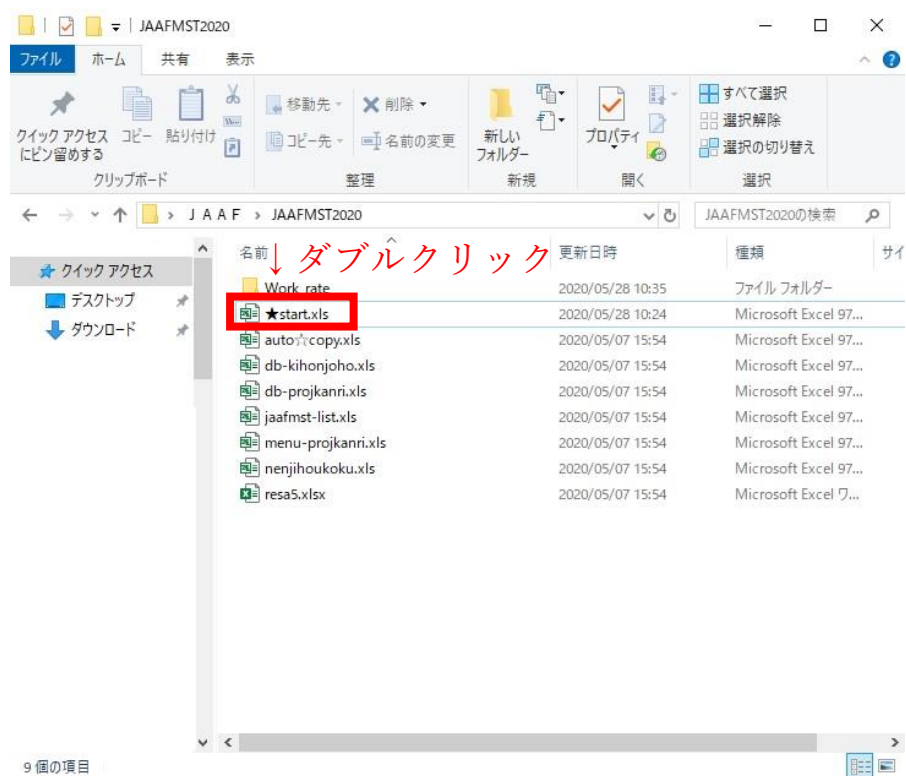 JAAFMST2020
ファイル ホーム 共有 表示
クイック アクセスにピン留めする コピー 貼り付け
移動先 削除
コピー先 名前の変更
新しいフォルダー
プロパティ
すべて選択
選択解除
選択の切り替え
クリップボード 整理 新規 開く 選択
JAAF > JAAFMST2020 JAAFMST2020の検索
↓ダブルクリック
名前 更新日時 種類 サイ
クイック アクセス
デスクトップ
ダウンロード
Work_rate 2020/05/28 10:35 ファイル フォルダー
★start.xls 2020/05/28 10:24 Microsoft Excel 97...
auto☆copy.xls 2020/05/07 15:54 Microsoft Excel 97...
db-kihonjoho.xls 2020/05/07 15:54 Microsoft Excel 97...
db-projkanri.xls 2020/05/07 15:54 Microsoft Excel 97...
jaafmst-list.xls 2020/05/07 15:54 Microsoft Excel 97...
menu-projkanri.xls 2020/05/07 15:54 Microsoft Excel 97...
nenjihoukoku.xls 2020/05/07 15:54 Microsoft Excel 97...
resa5.xlsx 2020/05/07 15:54 Microsoft Excel ワ...
9 個の項目